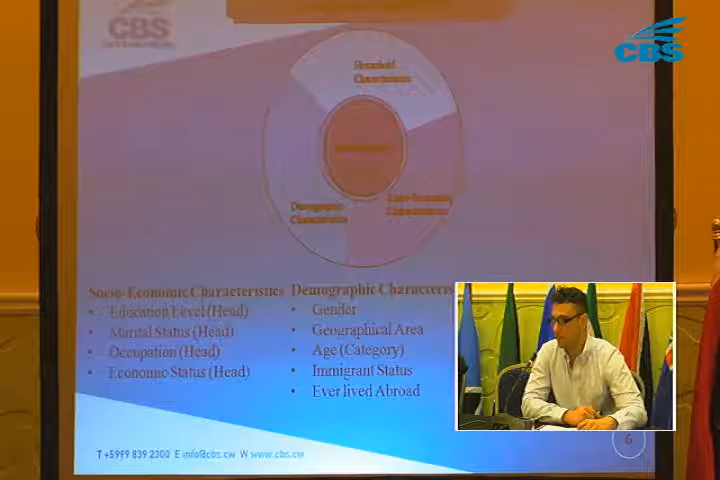 CBS
CBS
Household
Characteristics
Demographic
Characteristics
Socio-Economic
Characteristics
Socio-Economic Characteristics
• Education Level (Head)
• Marital Status (Head)
• Occupation (Head)
• Economic Status (Head)
Demographic Characteris
• Gender
• Geographical Area
• Age (Category)
• Immigrant Status
• Ever lived Abroad
T +5999 839 2300 E info@cbs.cw W www.cbs.cw
6